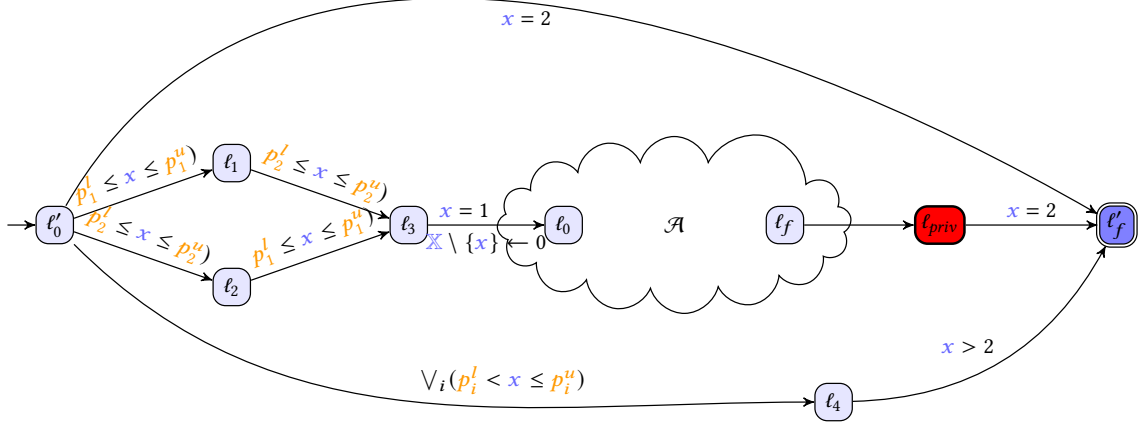 x = 2
p₁ˡ ≤ x ≤ p₁ᵘ)
ℓ₁
p₂ˡ ≤ x ≤ p₂ᵘ)
ℓ′₀
p₂ˡ ≤ x ≤ p₂ᵘ)
ℓ₂
p₁ˡ ≤ x ≤ p₁ᵘ)
ℓ₃
x = 1
𝕏 \ {x} ← 0
ℓ₀
𝒜
ℓ_f
ℓ_priv
x = 2
ℓ′_f
⋁ᵢ(pᵢˡ < x ≤ pᵢᵘ)
ℓ₄
x > 2